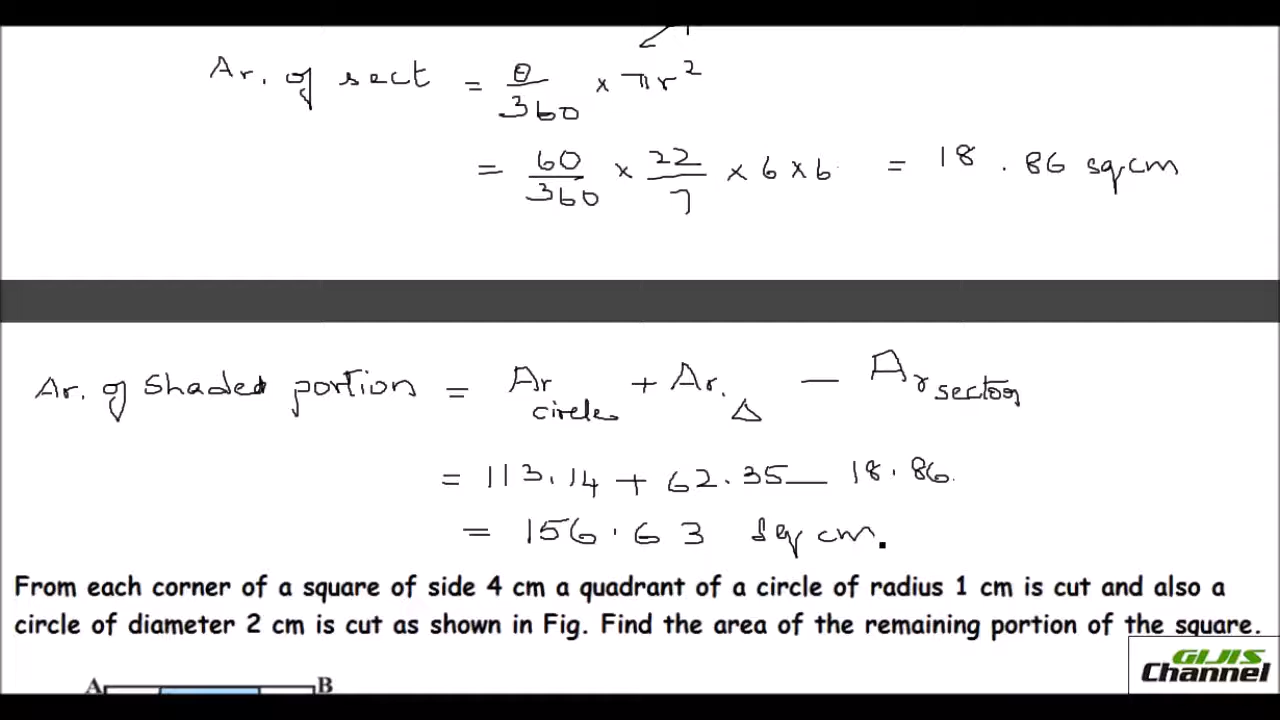 Ar. of sect = θ/360 × πr²
= 60/360 × 22/7 × 6 × 6 = 18.86 sq cm
Ar. of shaded portion = Ar circle + Ar. △ — Ar sector
= 113.14 + 62.35 — 18.86
= 156.63 sq cm.
From each corner of a square of side 4 cm a quadrant of a circle of radius 1 cm is cut and also a
circle of diameter 2 cm is cut as shown in Fig. Find the area of the remaining portion of the square.
GIJIS
Channel
A B